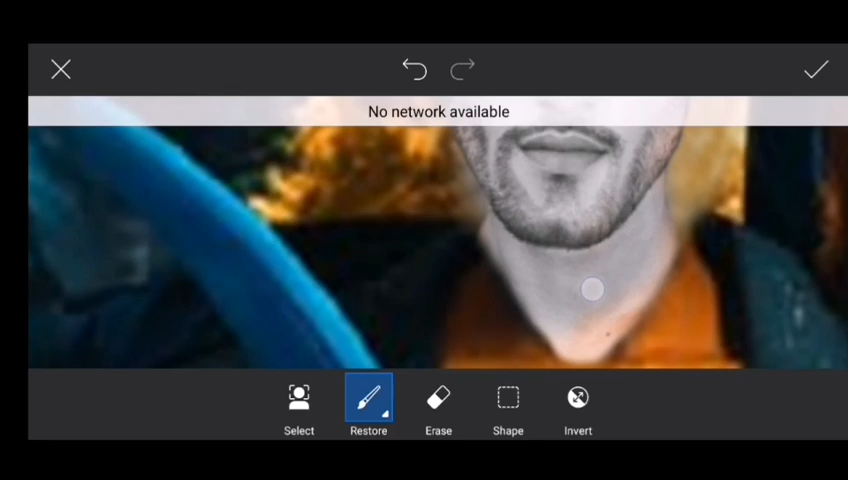 No network available
Select
Restore
Erase
Shape
Invert